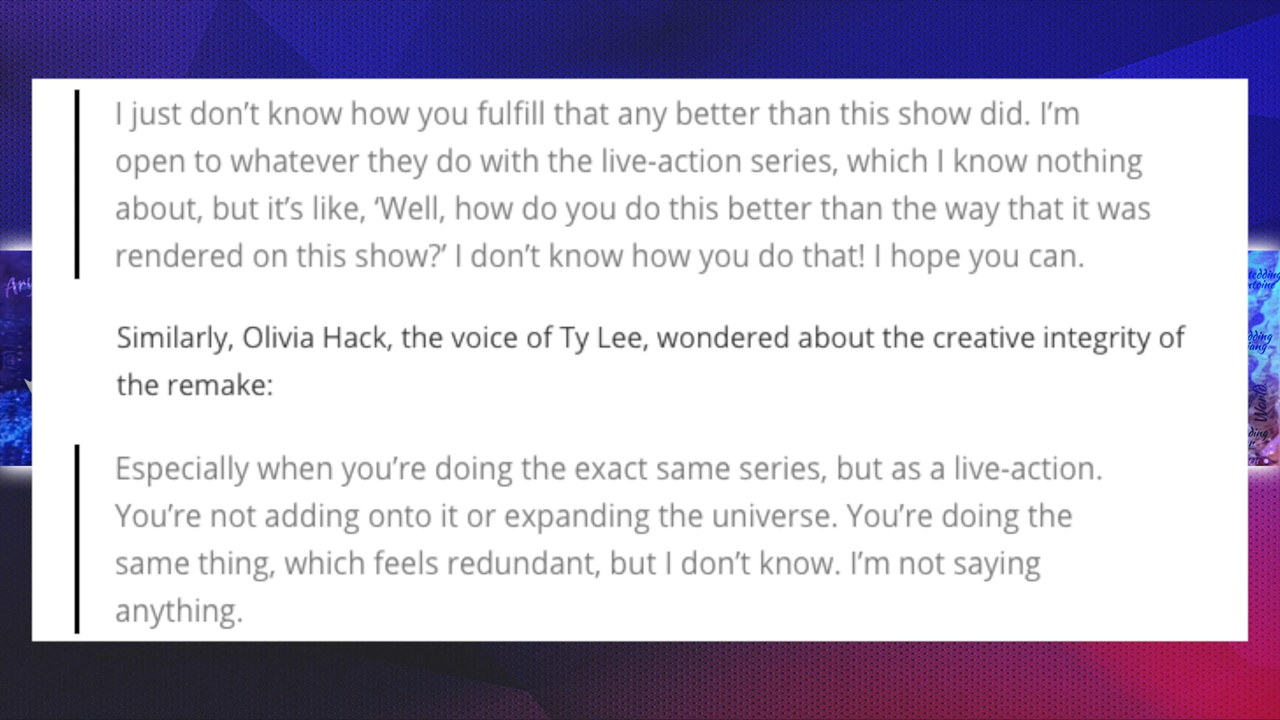 I just don’t know how you fulfill that any better than this show did. I’m
open to whatever they do with the live-action series, which I know nothing
about, but it’s like, ‘Well, how do you do this better than the way that it was
rendered on this show?’ I don’t know how you do that! I hope you can.
Similarly, Olivia Hack, the voice of Ty Lee, wondered about the creative integrity of
the remake:
Especially when you’re doing the exact same series, but as a live-action.
You’re not adding onto it or expanding the universe. You’re doing the
same thing, which feels redundant, but I don’t know. I’m not saying
anything.